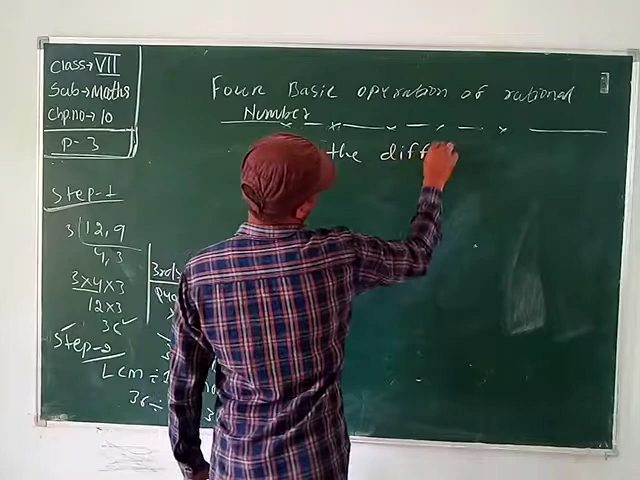 Class→VII
Sub→Maths
Chp.no→10
P-3
Four Basic operation of rational
Number
the diff
Step-1
3 12, 9
4, 3
3x4x3
12x3
36
Step-2
LCM÷1
36÷